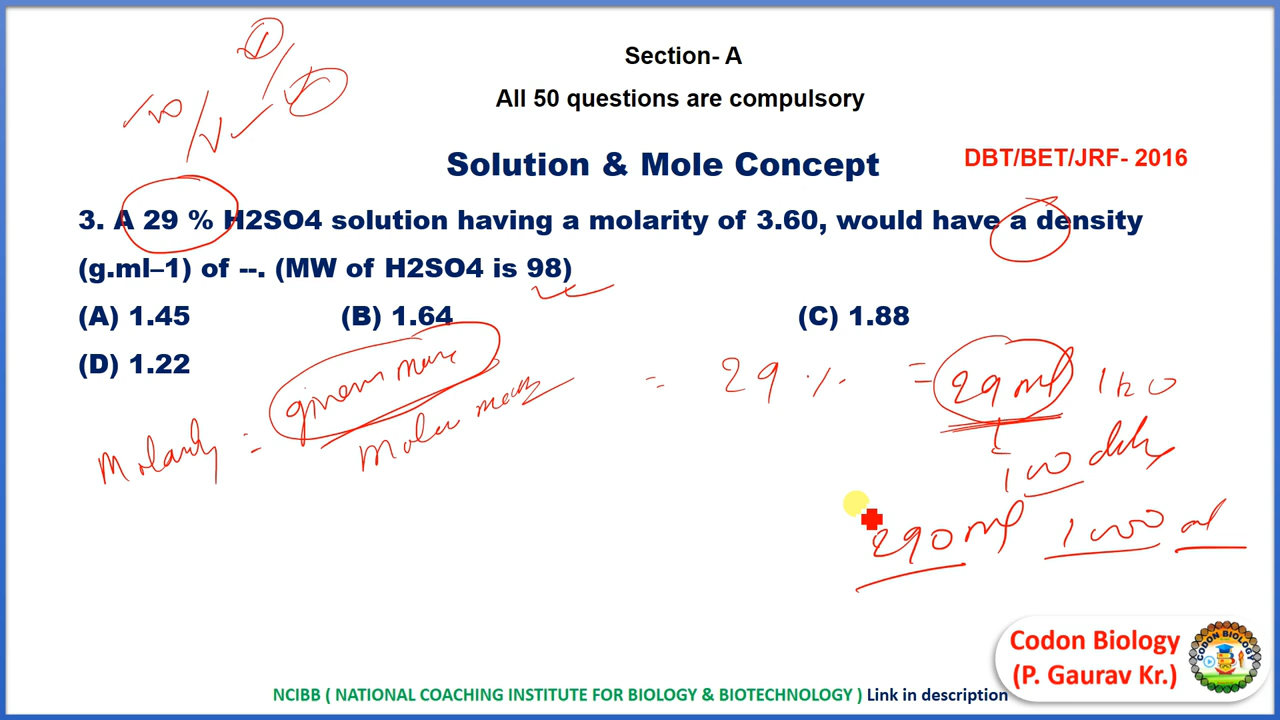 Section- A
All 50 questions are compulsory
Solution & Mole Concept
DBT/BET/JRF- 2016
3. A 29 % H2SO4 solution having a molarity of 3.60, would have a density
(g.ml–1) of --. (MW of H2SO4 is 98)
(A) 1.45 (B) 1.64 (C) 1.88
(D) 1.22
Molarity = given mass / Molar mass = 29 % = 29 ml
100
290 ml 1000 ml
Codon Biology
(P. Gaurav Kr.)
CODON BIOLOGY
NCIBB ( NATIONAL COACHING INSTITUTE FOR BIOLOGY & BIOTECHNOLOGY ) Link in description